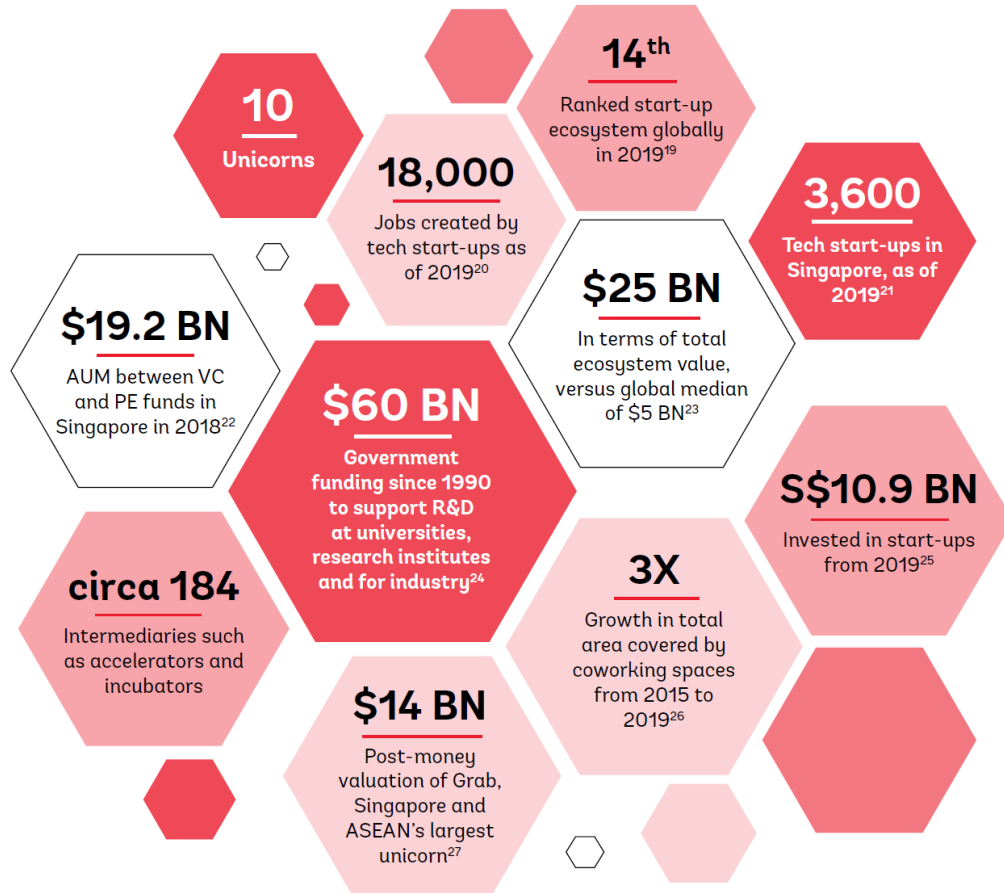 14th
Ranked start-up
ecosystem globally
in 201919
10
Unicorns
18,000
Jobs created by
tech start-ups as
of 201920
3,600
Tech start-ups in
Singapore, as of
201921
$25 BN
In terms of total
ecosystem value,
versus global median
of $5 BN23
$19.2 BN
AUM between VC
and PE funds in
Singapore in 201822
$60 BN
Government
funding since 1990
to support R&D
at universities,
research institutes
and for industry24
S$10.9 BN
Invested in start-ups
from 201925
circa 184
Intermediaries such
as accelerators and
incubators
3X
Growth in total
area covered by
coworking spaces
from 2015 to
201926
$14 BN
Post-money
valuation of Grab,
Singapore and
ASEAN’s largest
unicorn27